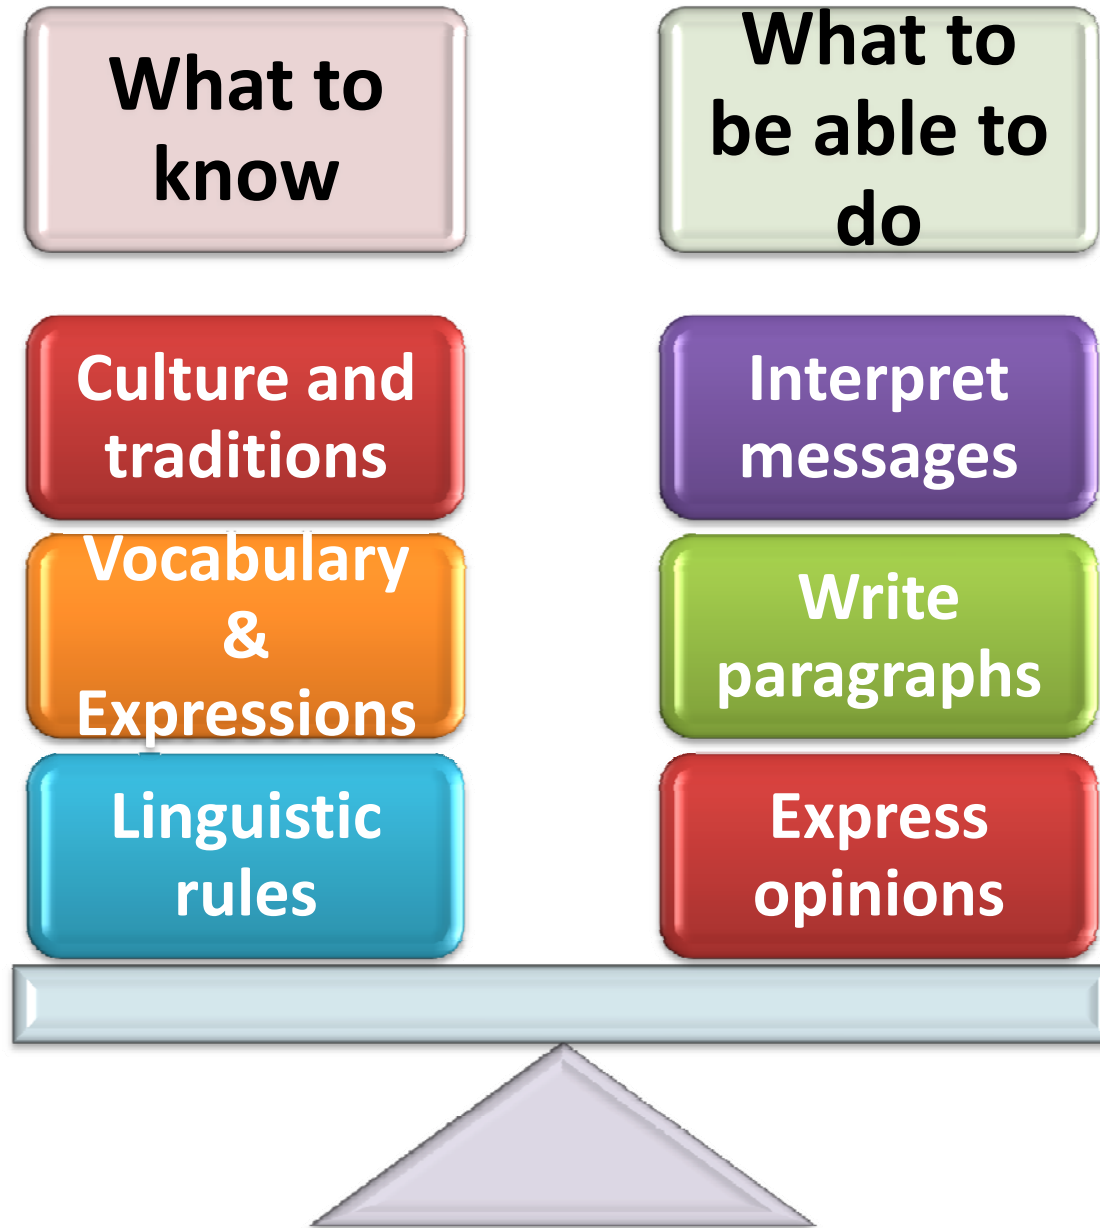 What to
know
What to
be able to
do
Culture and
traditions
Vocabulary
&
Expressions
Linguistic
rules
Interpret
messages
Write
paragraphs
Express
opinions